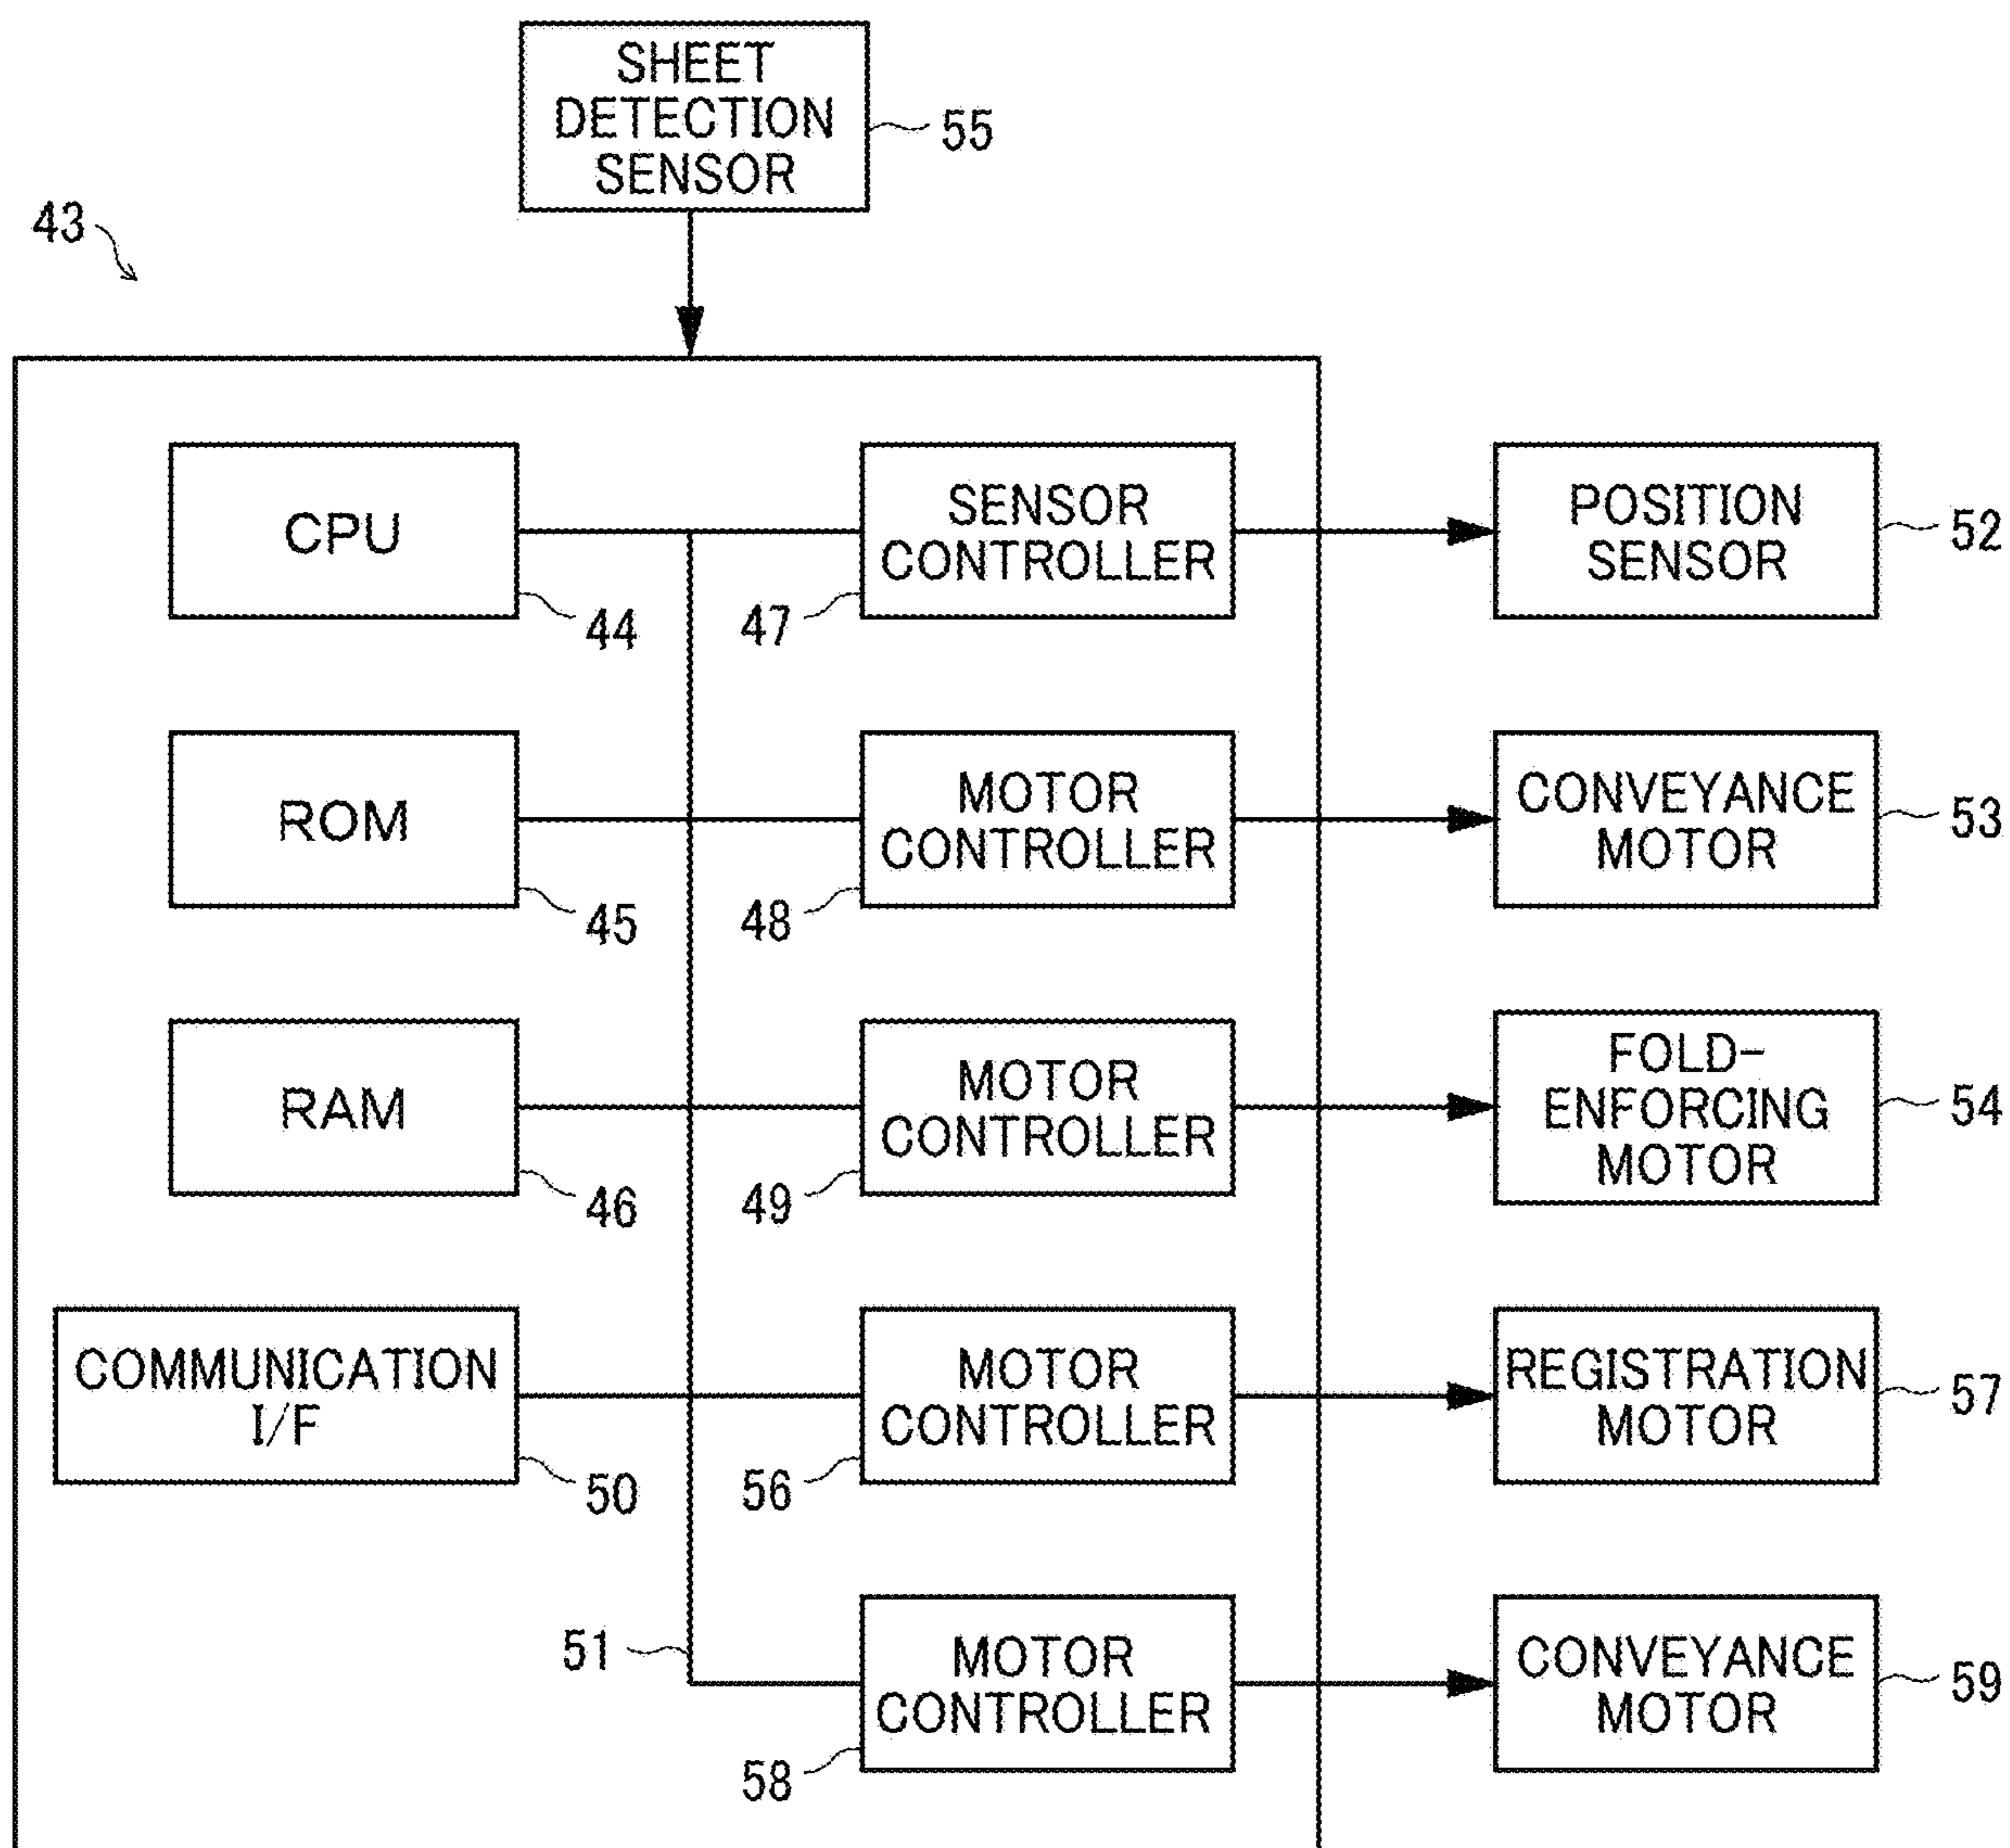 SHEET
DETECTION
SENSOR
55
43
CPU
44
SENSOR
CONTROLLER
47
POSITION
SENSOR
52
ROM
45
MOTOR
CONTROLLER
48
CONVEYANCE
MOTOR
53
RAM
46
MOTOR
CONTROLLER
49
FOLD-
ENFORCING
MOTOR
54
COMMUNICATION
I/F
50
MOTOR
CONTROLLER
56
REGISTRATION
MOTOR
57
51
MOTOR
CONTROLLER
58
CONVEYANCE
MOTOR
59